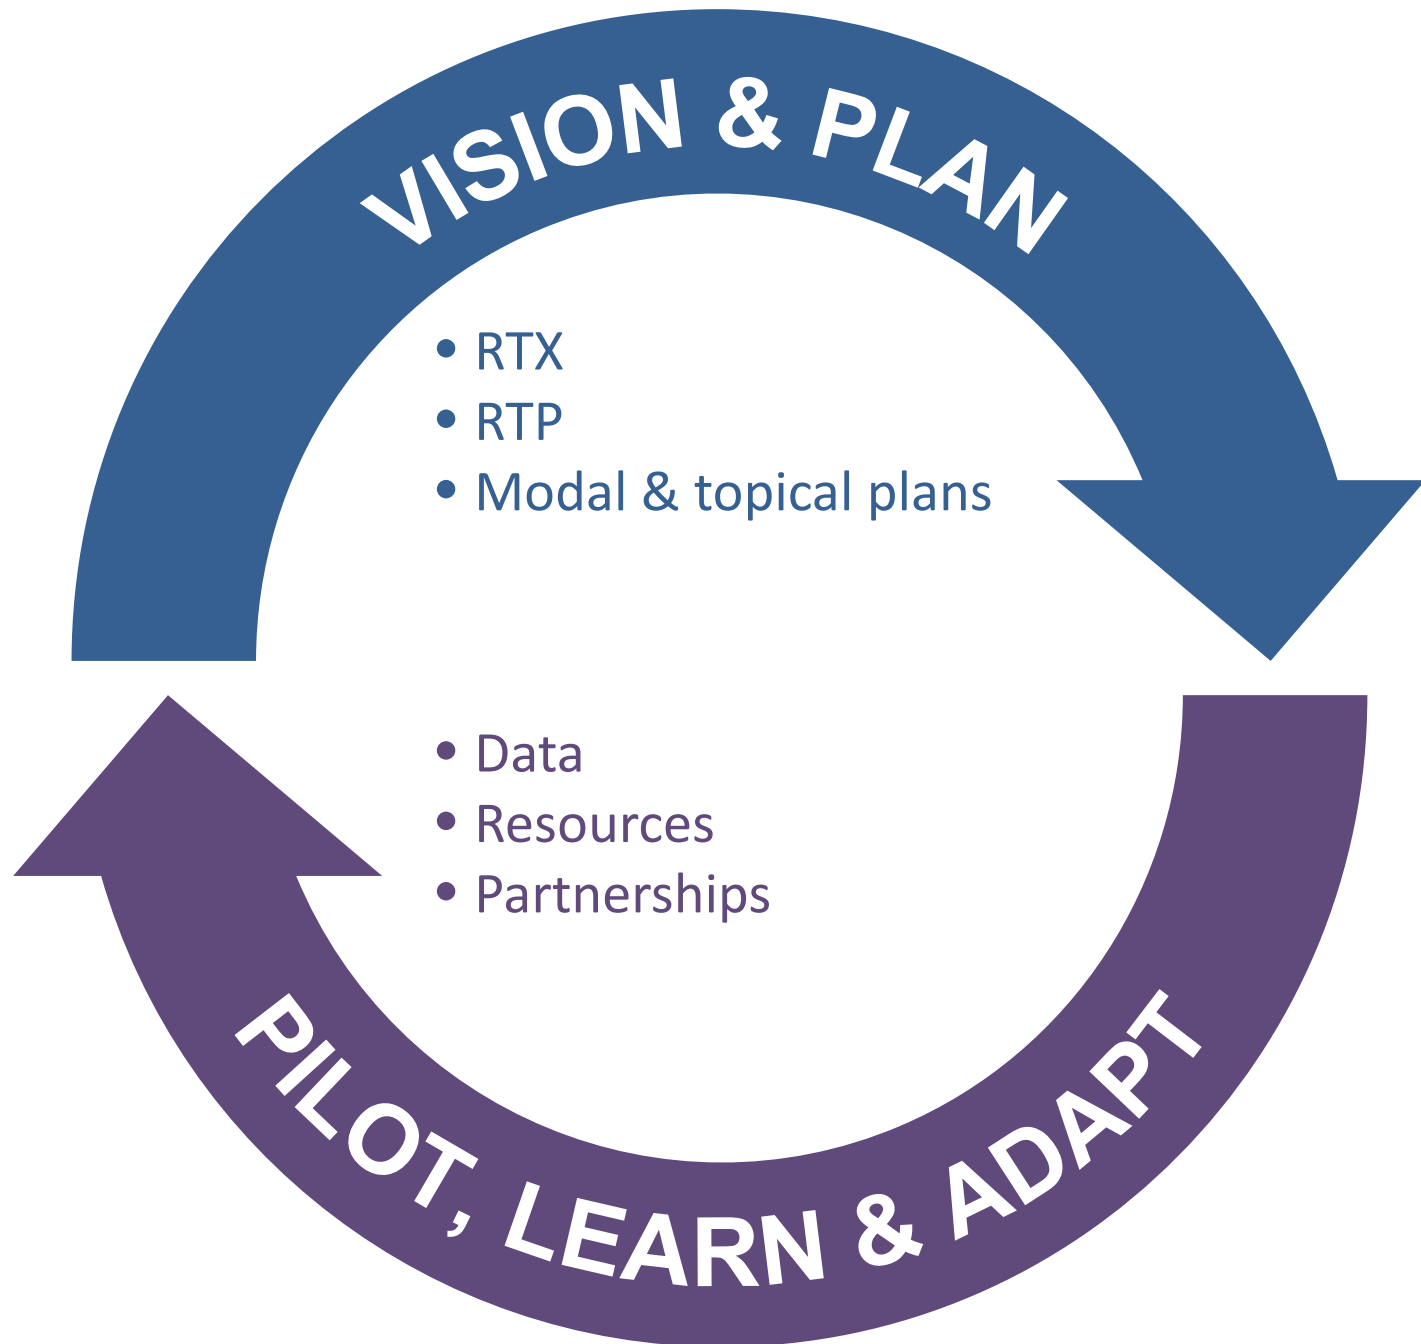 VISION & PLAN
• RTX
• RTP
• Modal & topical plans
• Data
• Resources
• Partnerships
PILOT, LEARN & ADAPT